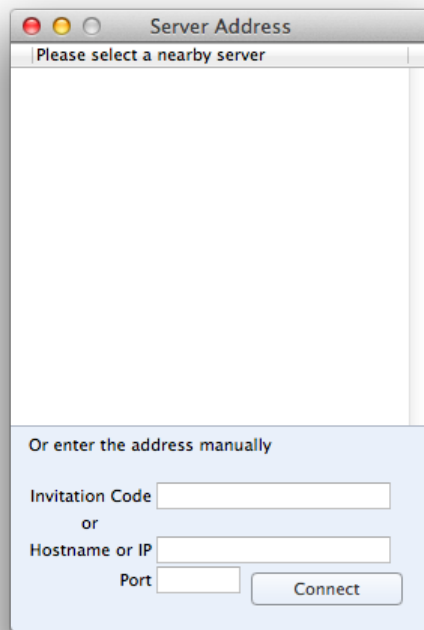 Server Address
Please select a nearby server
Or enter the address manually
Invitation Code
or
Hostname or IP
Port
Connect